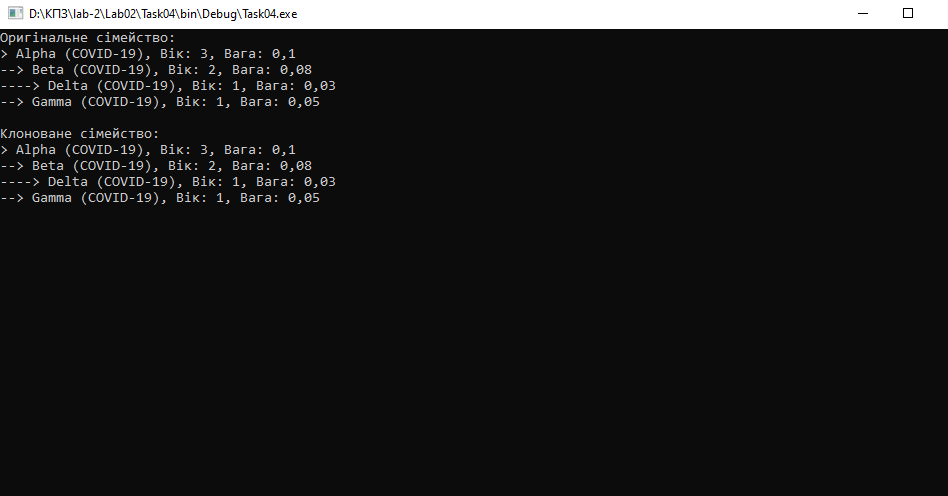 D:\КПЗ\lab-2\Lab02\Task04\bin\Debug\Task04.exe
Оригінальне сімейство:
> Alpha (COVID-19), Вік: 3, Вага: 0,1
--> Beta (COVID-19), Вік: 2, Вага: 0,08
----> Delta (COVID-19), Вік: 1, Вага: 0,03
--> Gamma (COVID-19), Вік: 1, Вага: 0,05
Клоноване сімейство:
> Alpha (COVID-19), Вік: 3, Вага: 0,1
--> Beta (COVID-19), Вік: 2, Вага: 0,08
----> Delta (COVID-19), Вік: 1, Вага: 0,03
--> Gamma (COVID-19), Вік: 1, Вага: 0,05